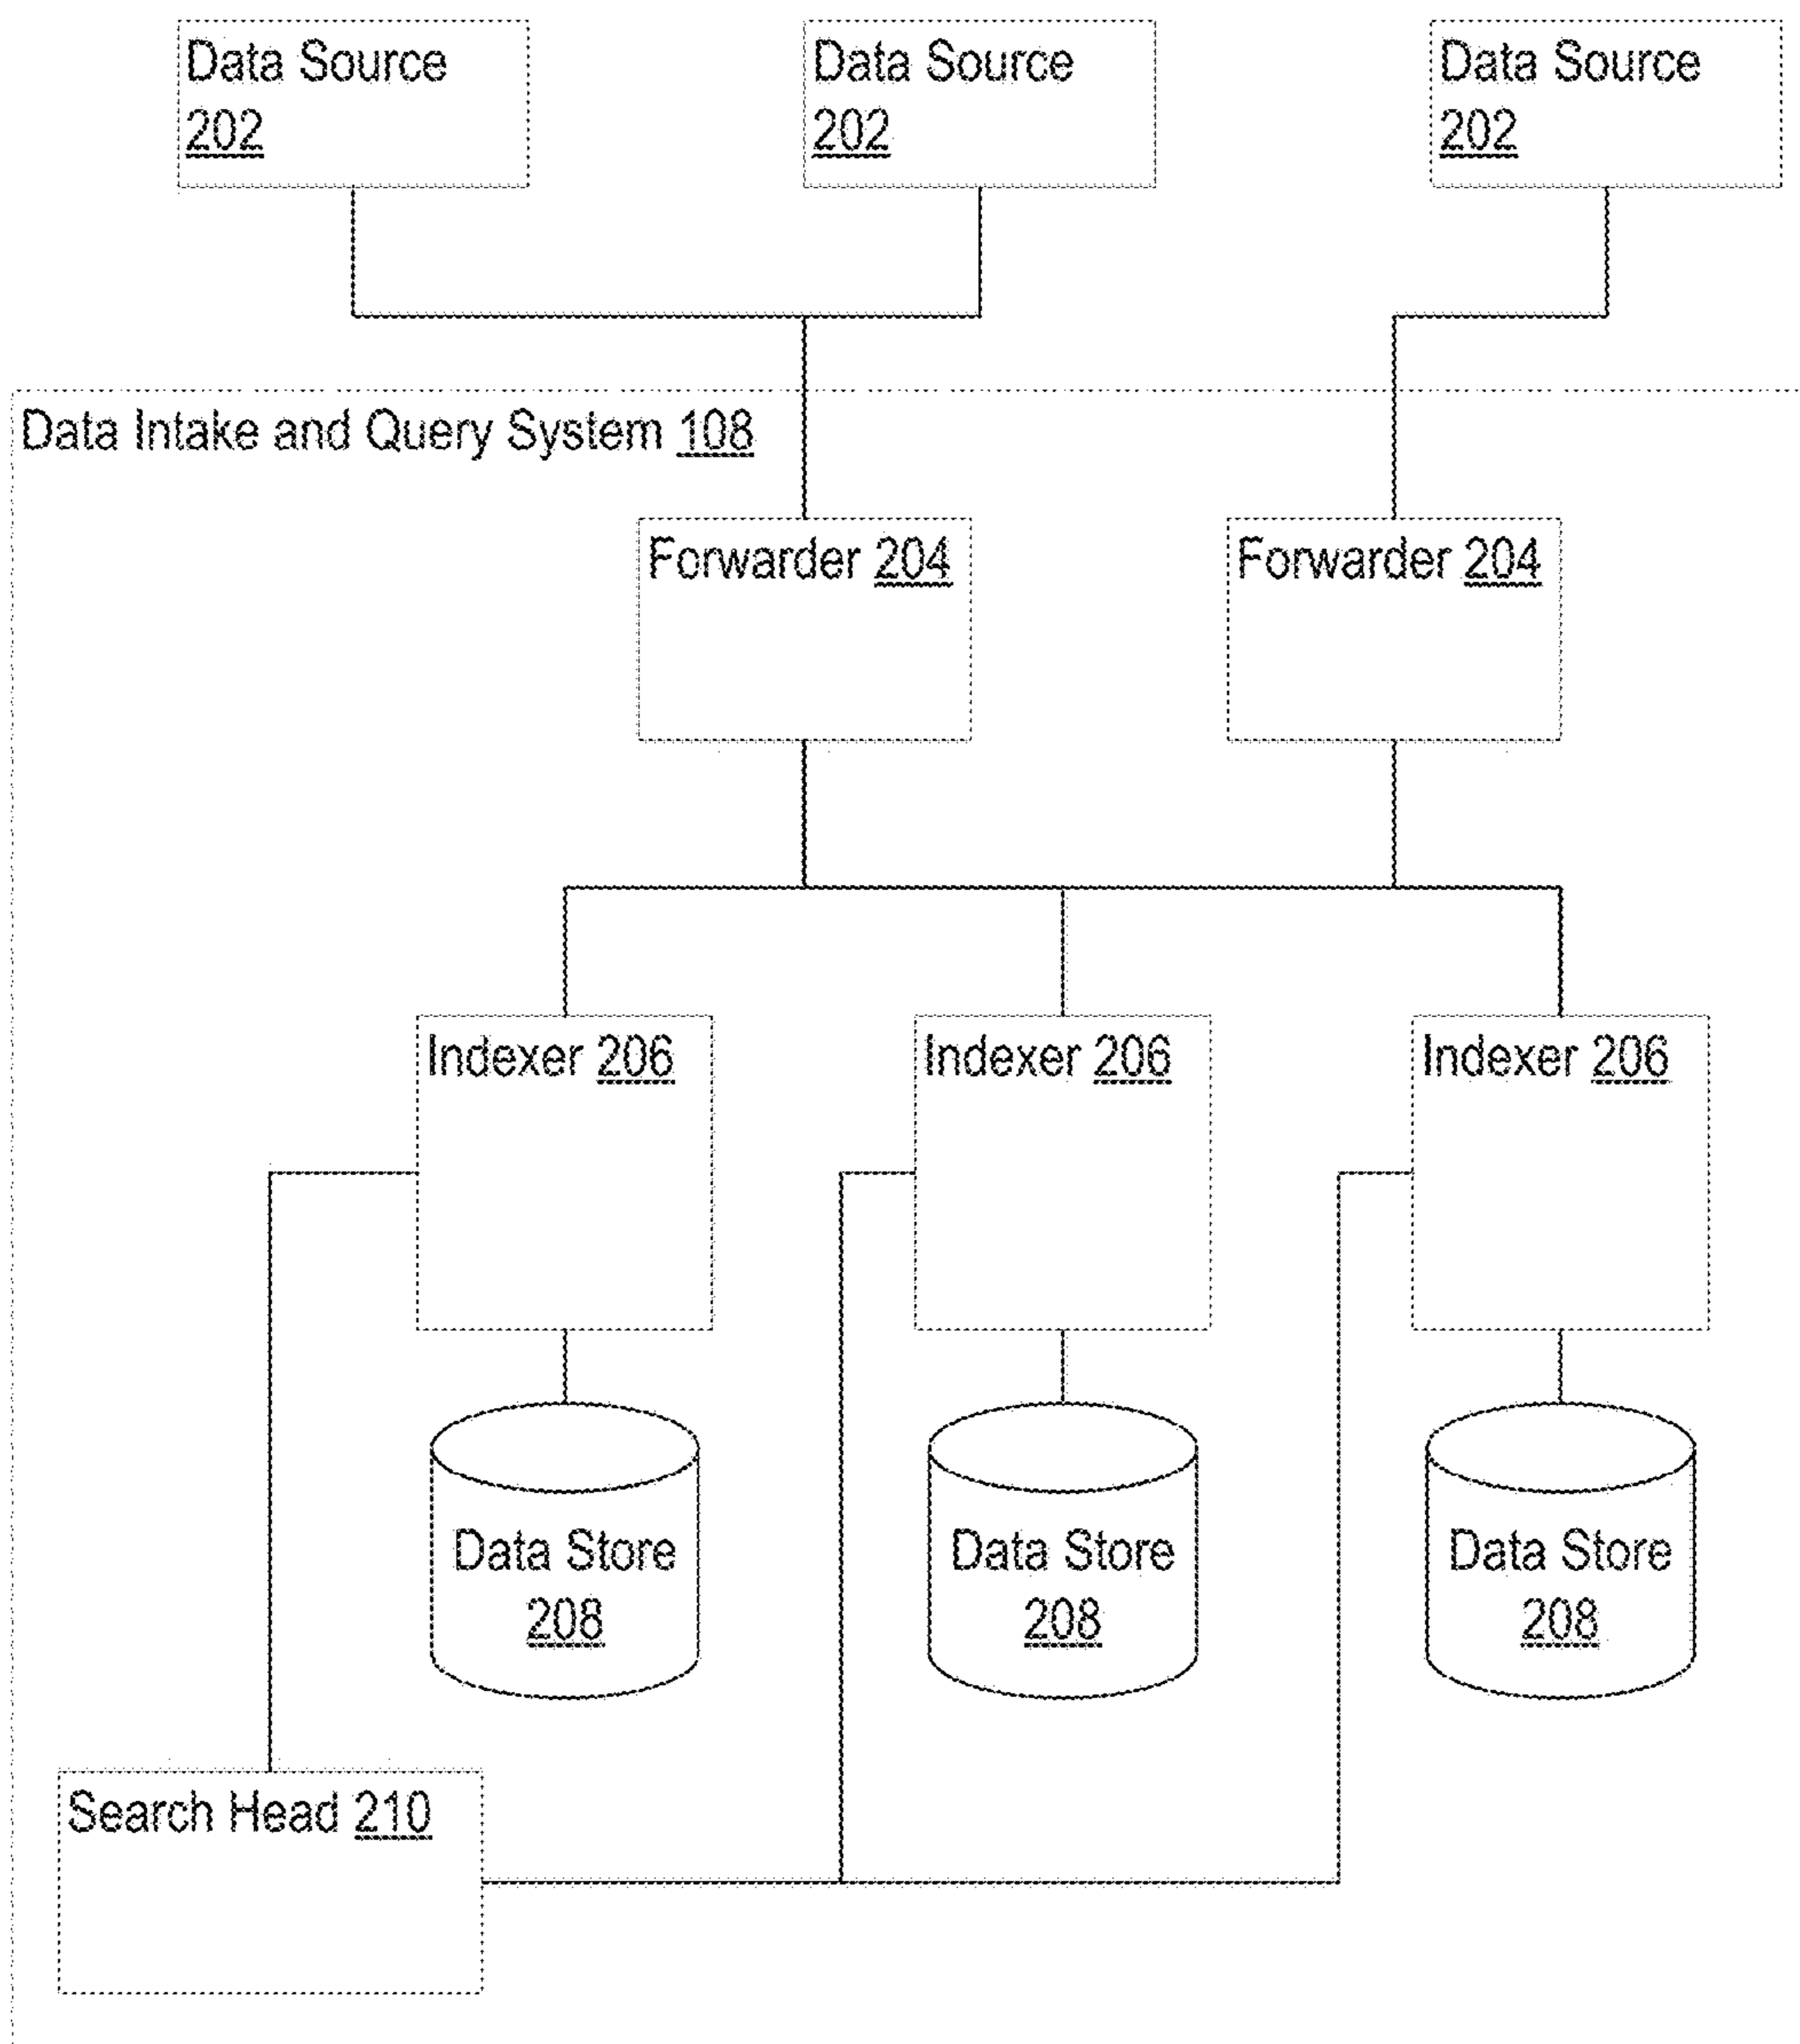 Data Source
202
Data Source
202
Data Source
202
Data Intake and Query System 108
Forwarder 204
Forwarder 204
Indexer 206
Indexer 206
Indexer 206
Data Store
208
Data Store
208
Data Store
208
Search Head 210